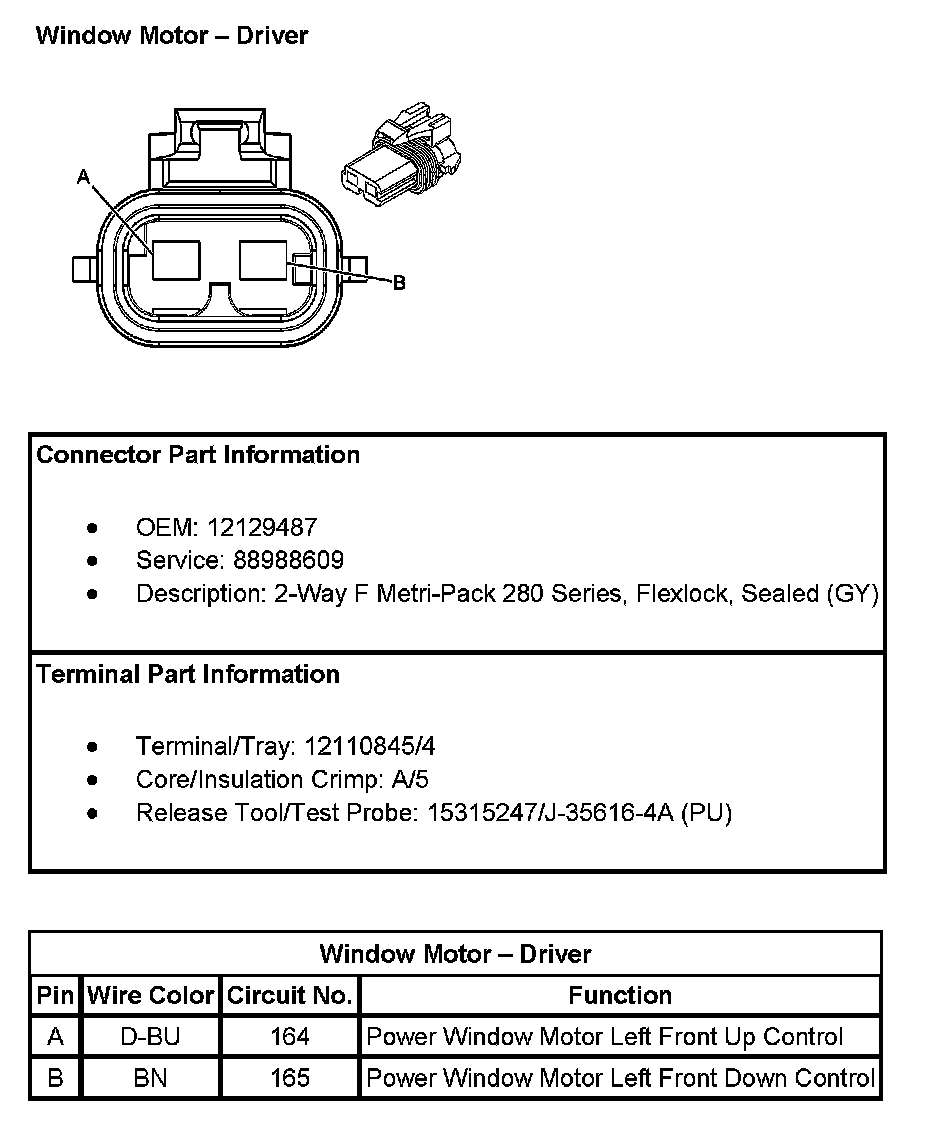 Window Motor – Driver
A
B
Connector Part Information
• OEM: 12129487
• Service: 88988609
• Description: 2-Way F Metri-Pack 280 Series, Flexlock, Sealed (GY)
Terminal Part Information
• Terminal/Tray: 12110845/4
• Core/Insulation Crimp: A/5
• Release Tool/Test Probe: 15315247/J-35616-4A (PU)
Window Motor – Driver
Pin Wire Color Circuit No. Function
A D-BU 164 Power Window Motor Left Front Up Control
B BN 165 Power Window Motor Left Front Down Control